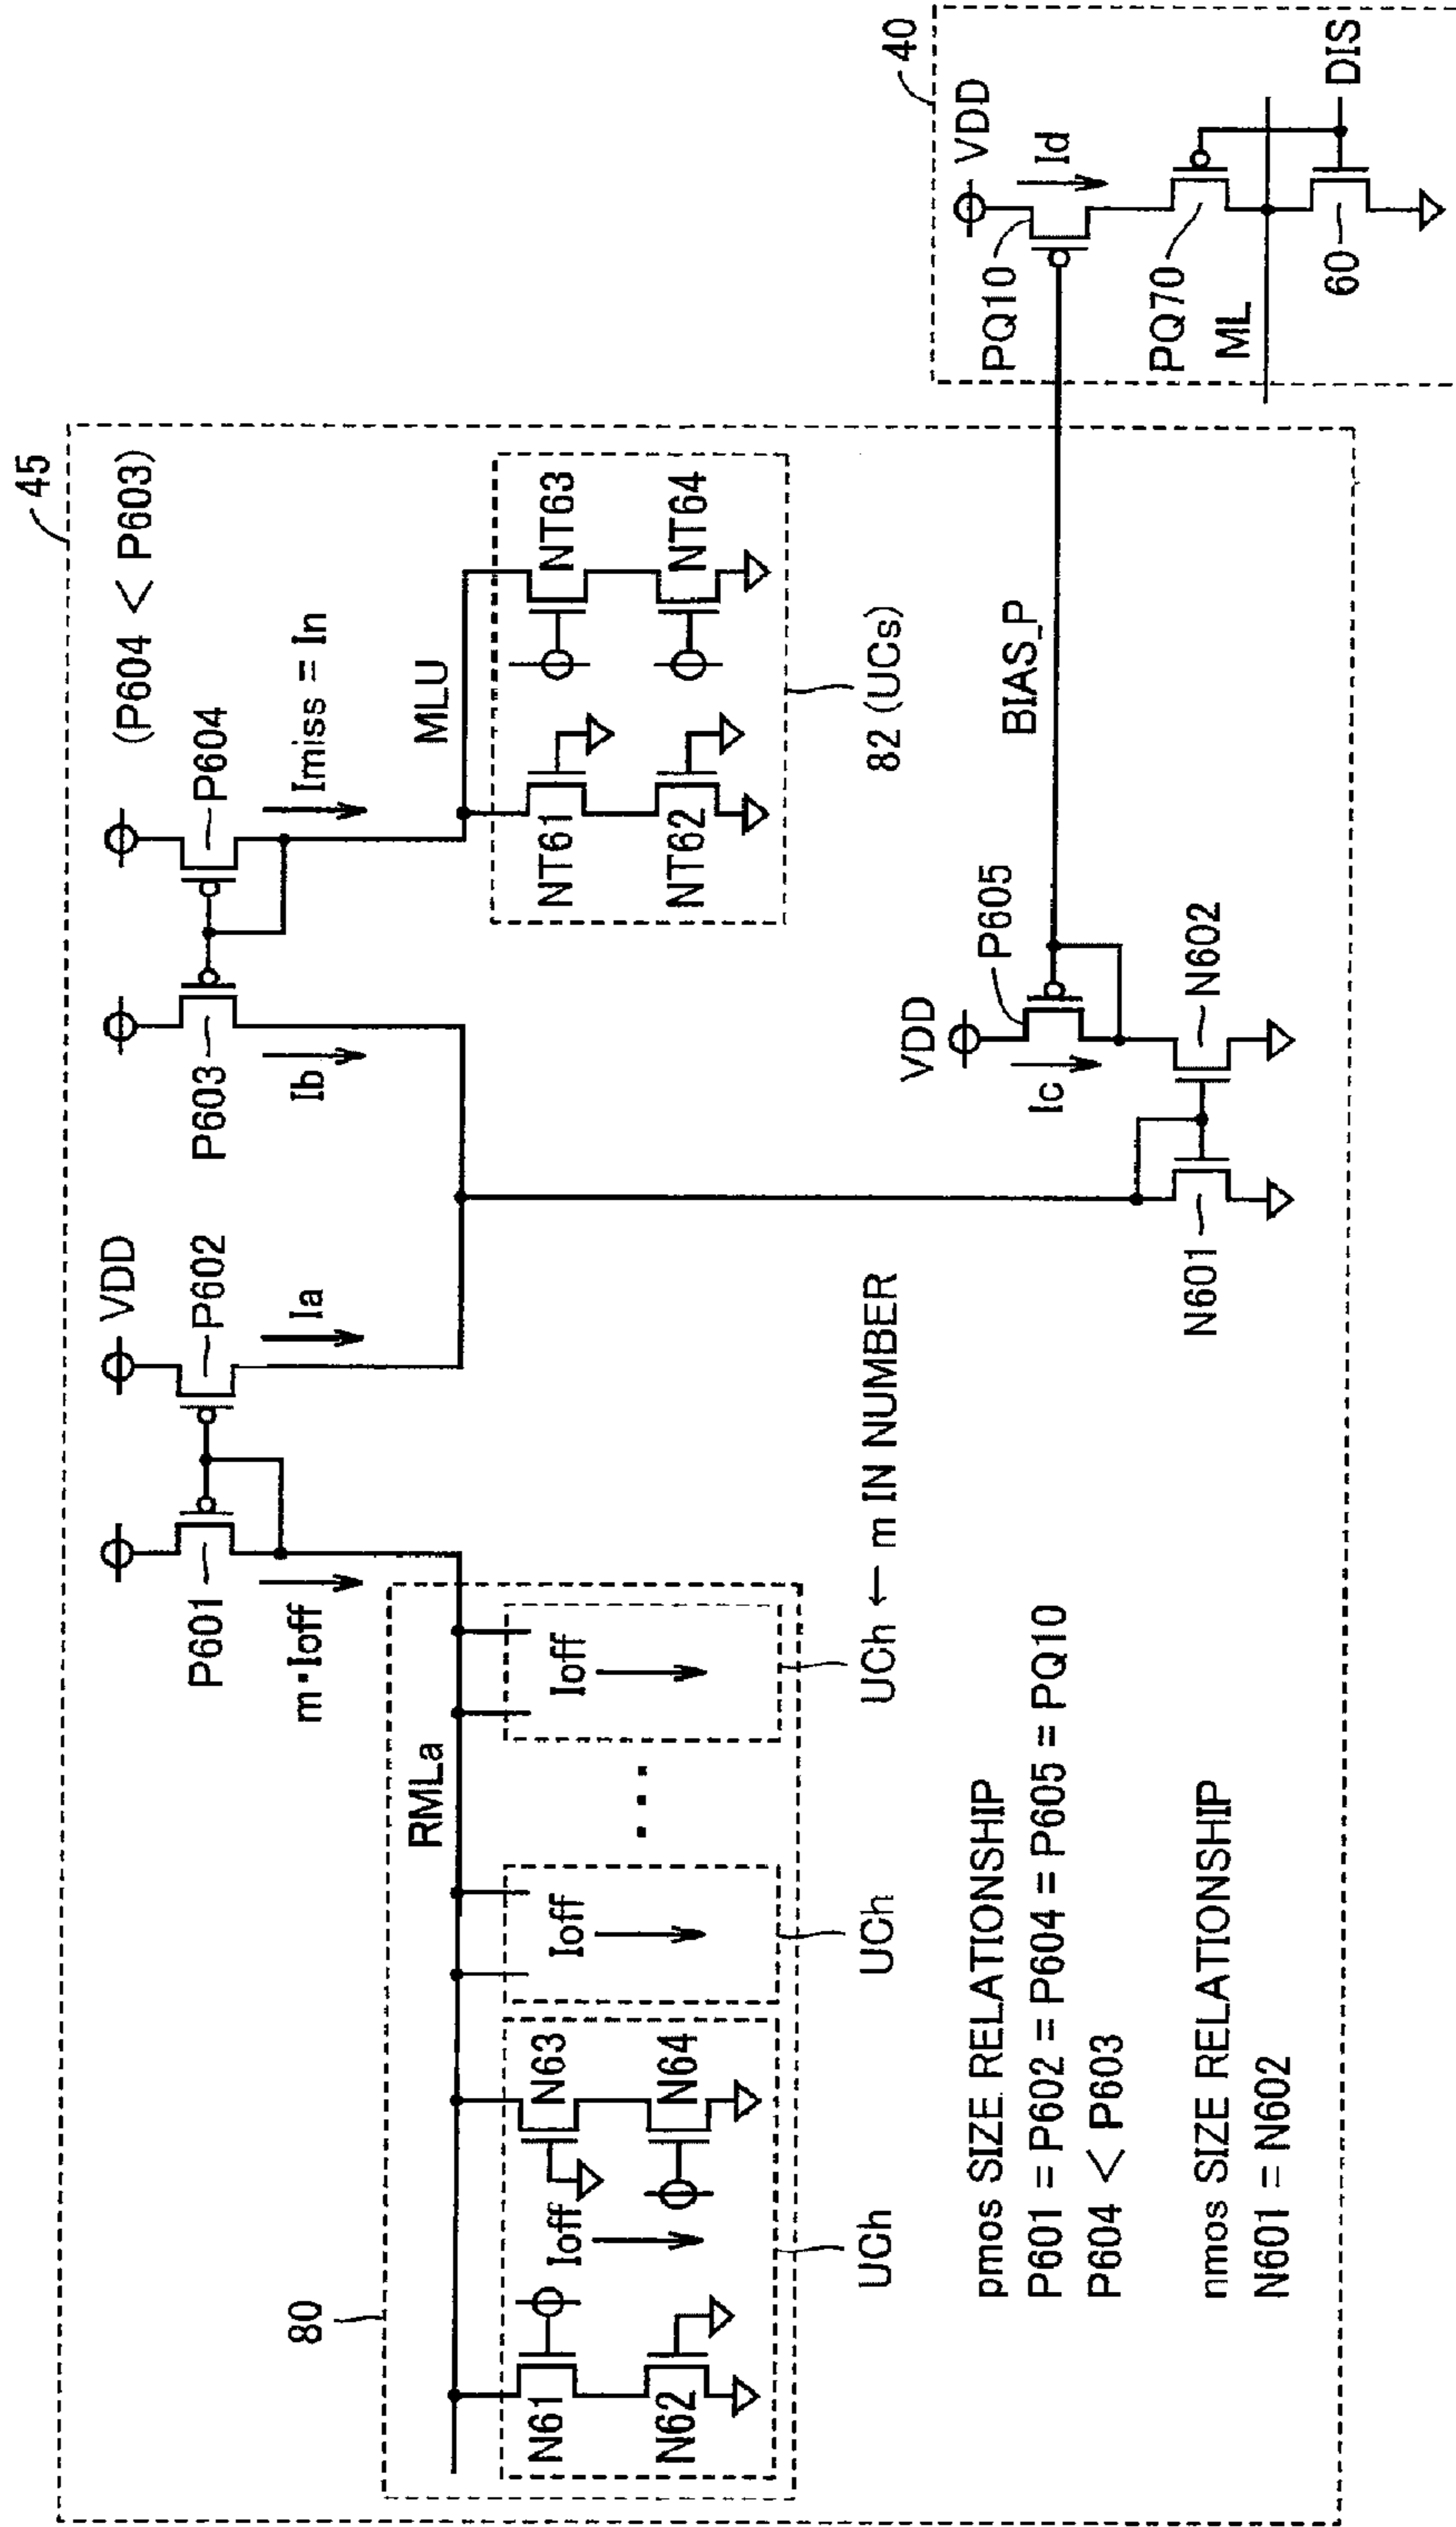 45
(P604 < P603)
VDD
P601
P602
P603
P604
m·Ioff
Ia
Ib
Imiss = In
80
RMLa
MLU
N61
N62
Ioff
N63
N64
Ioff
Ioff
NT61
NT62
NT63
NT64
UCh
UCh
UCh ← m IN NUMBER
82 (UCs)
VDD
P605
Ic
BIAS_P
N601
N602
pmos SIZE RELATIONSHIP
P601 = P602 = P604 = P605 = PQ10
P604 < P603
nmos SIZE RELATIONSHIP
N601 = N602
40
VDD
PQ10
Id
PQ70
ML
60
DIS